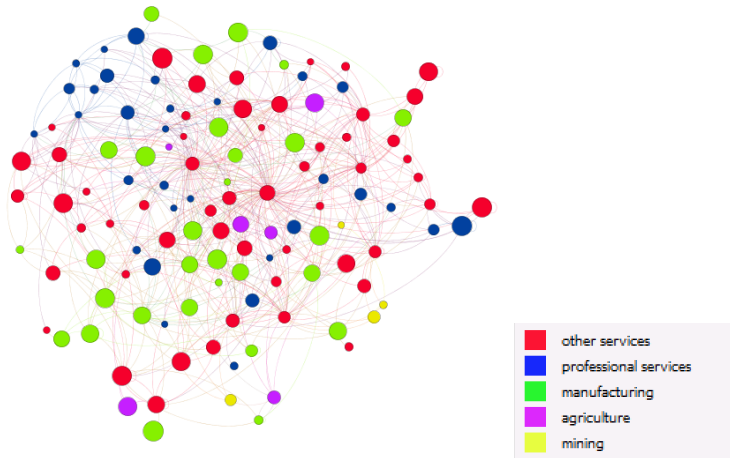 other services
professional services
manufacturing
agriculture
mining